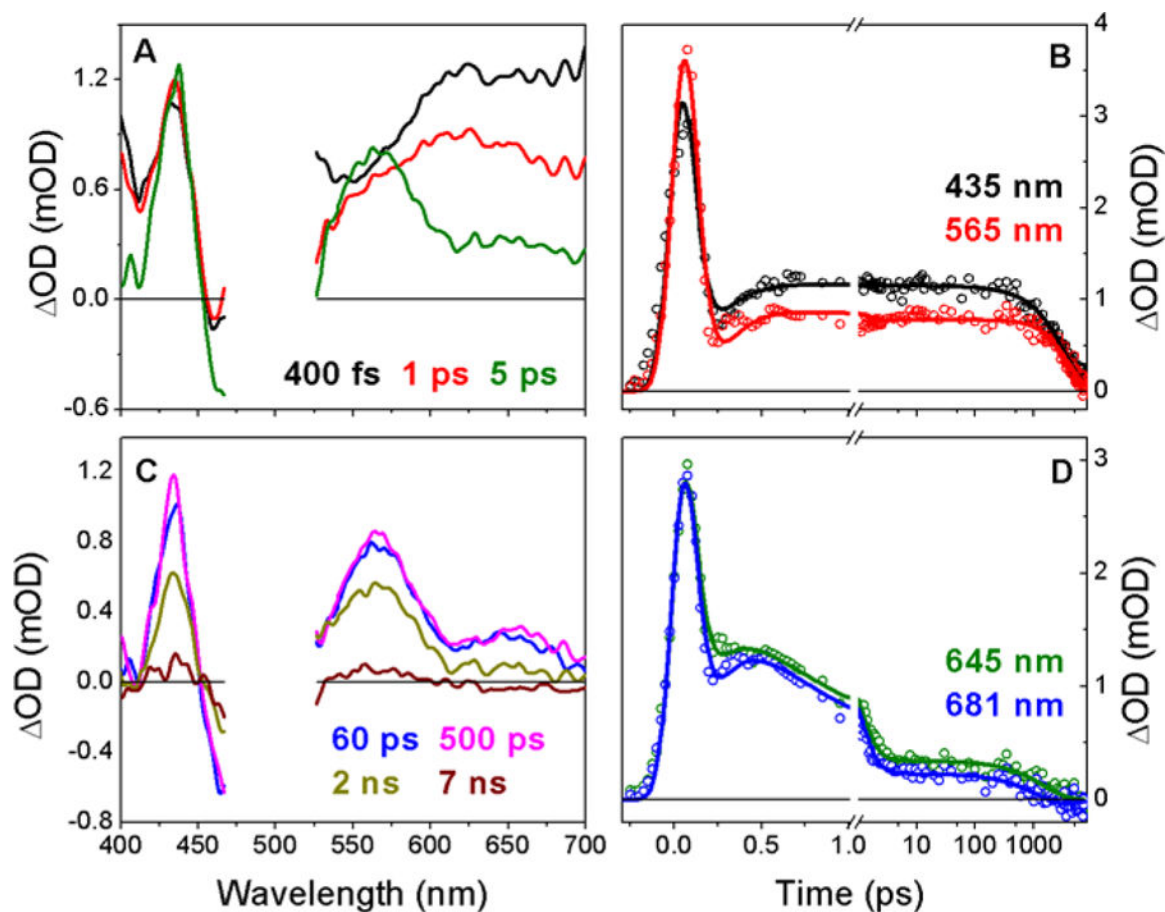 A
1.2
0.6
0.0
-0.6
ΔOD (mOD)
400 fs 1 ps 5 ps
B
435 nm
565 nm
4
3
2
1
0
ΔOD (mOD)
C
1.2
0.8
0.4
0.0
-0.4
-0.8
ΔOD (mOD)
60 ps 500 ps
2 ns 7 ns
400 450 500 550 600 650 700
Wavelength (nm)
D
645 nm
681 nm
3
2
1
0
ΔOD (mOD)
0.0 0.5 1.0 10 100 1000
Time (ps)